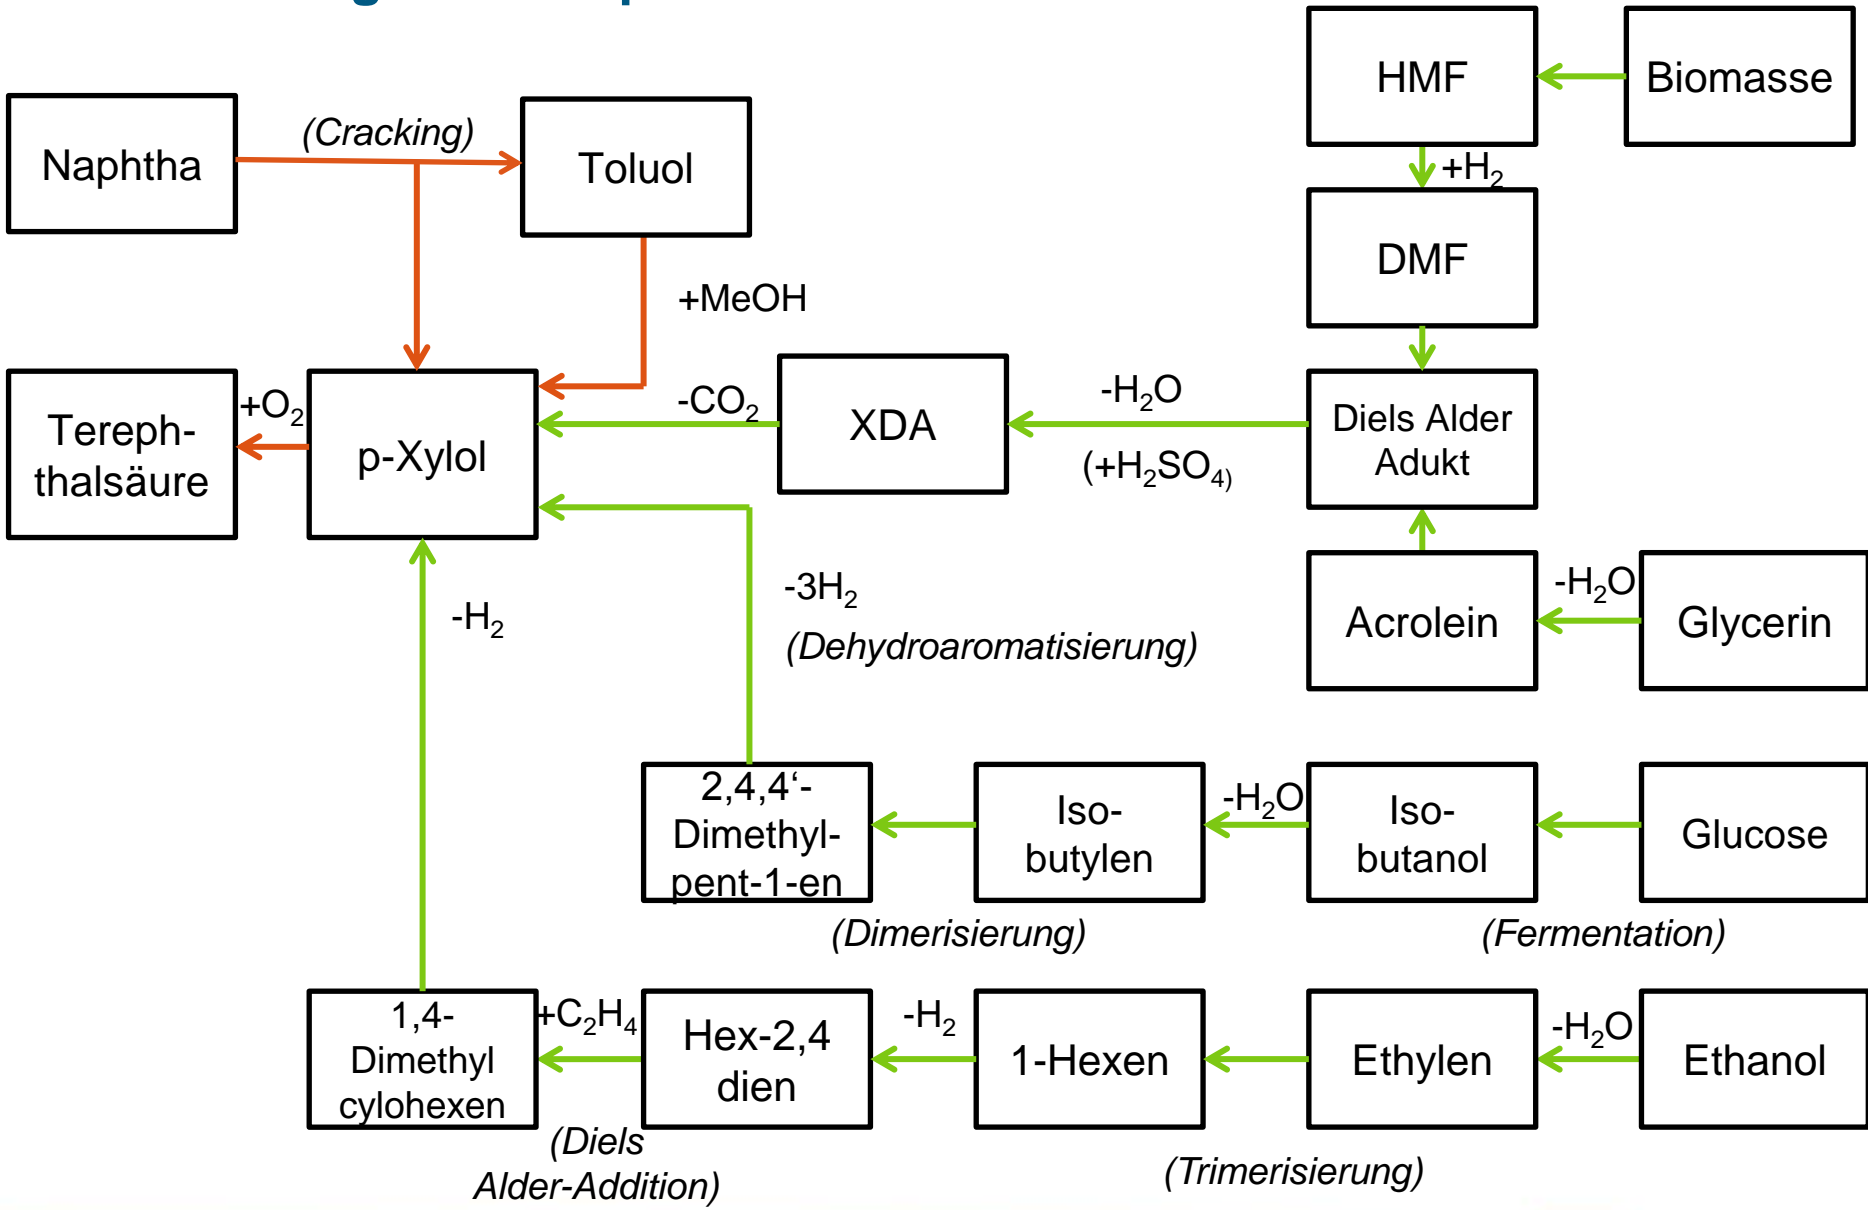 HMF
Biomasse
Naphtha
(Cracking)
Toluol
+H₂
DMF
+MeOH
Tereph-
thalsäure
+O₂
p-Xylol
-CO₂
XDA
-H₂O
(+H₂SO₄)
Diels Alder
Adukt
-H₂
-3H₂
(Dehydroaromatisierung)
Acrolein
-H₂O
Glycerin
2,4,4‘-
Dimethyl-
pent-1-en
Iso-
butylen
-H₂O
Iso-
butanol
Glucose
(Dimerisierung)
(Fermentation)
1,4-
Dimethyl
cylohexen
+C₂H₄
Hex-2,4
dien
-H₂
1-Hexen
Ethylen
-H₂O
Ethanol
(Diels
Alder-Addition)
(Trimerisierung)